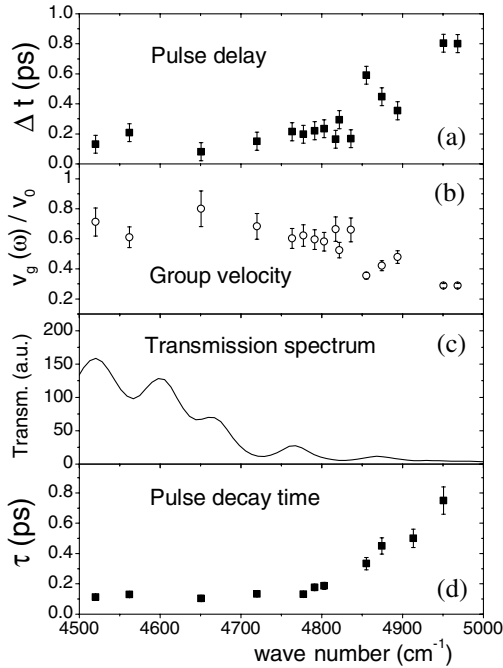 1.0
0.8
0.6
0.4
0.2
0.0
Δ t (ps)
Pulse delay
(a)
1
0.8
0.6
0.4
0.2
v_g (ω) / v_0
(b)
Group velocity
200
150
100
50
0
Transm. (a.u.)
Transmission spectrum
(c)
0.8
0.6
0.4
0.2
0.0
τ (ps)
Pulse decay time
(d)
4500 4600 4700 4800 4900 5000
wave number (cm⁻¹)